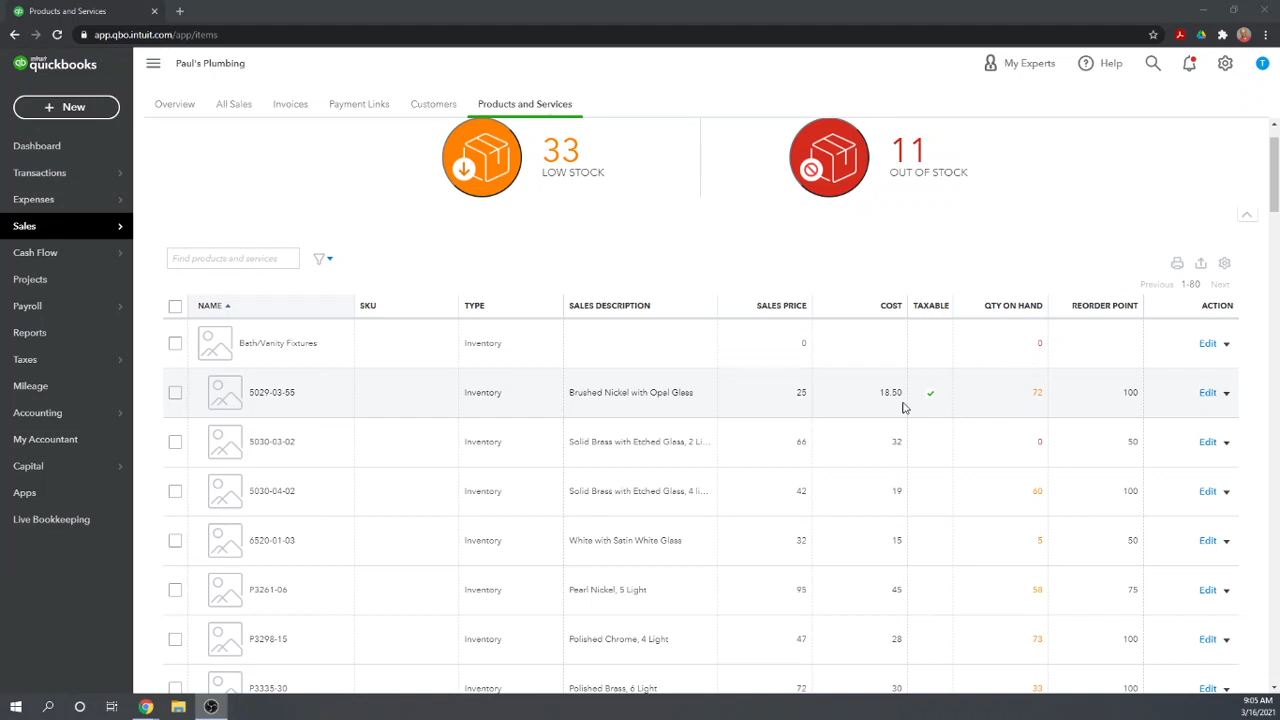 Products and Services
app.qbo.intuit.com/app/items
intuit quickbooks
Paul's Plumbing
My Experts
Help
T
+ New
Overview
All Sales
Invoices
Payment Links
Customers
Products and Services
Dashboard
Transactions
Expenses
Sales
Cash Flow
Projects
Payroll
Reports
Taxes
Mileage
Accounting
My Accountant
Capital
Apps
Live Bookkeeping
33
LOW STOCK
11
OUT OF STOCK
Find products and services
Previous 1-80 Next
NAME SKU TYPE SALES DESCRIPTION SALES PRICE COST TAXABLE QTY ON HAND REORDER POINT ACTION
Bath/Vanity Fixtures Inventory 0 0 Edit
5029-03-55 Inventory Brushed Nickel with Opal Glass 25 18.50 72 100 Edit
5030-03-02 Inventory Solid Brass with Etched Glass, 2 Li... 66 32 0 50 Edit
5030-04-02 Inventory Solid Brass with Etched Glass, 4 li... 42 19 60 100 Edit
6520-01-03 Inventory White with Satin White Glass 32 15 5 50 Edit
P3261-06 Inventory Pearl Nickel, 5 Light 95 45 58 75 Edit
P3298-15 Inventory Polished Chrome, 4 Light 47 28 73 100 Edit
P3335-30 Inventory Polished Brass, 6 Light 72 30 33 100 Edit
9:05 AM
3/16/2021